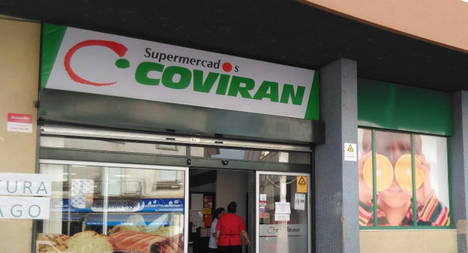 Supermercados
COVIRAN
TURA
AGO